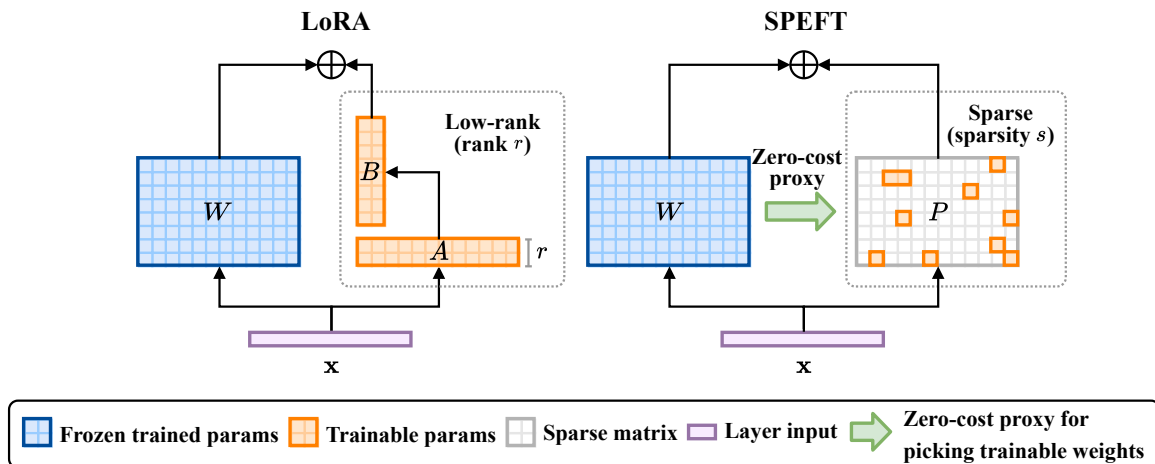 LoRA
Low-rank
(rank r)
B
W
A
r
x
SPEFT
Sparse
(sparsity s)
Zero-cost
proxy
W
P
x
Frozen trained params
Trainable params
Sparse matrix
Layer input
Zero-cost proxy for
picking trainable weights